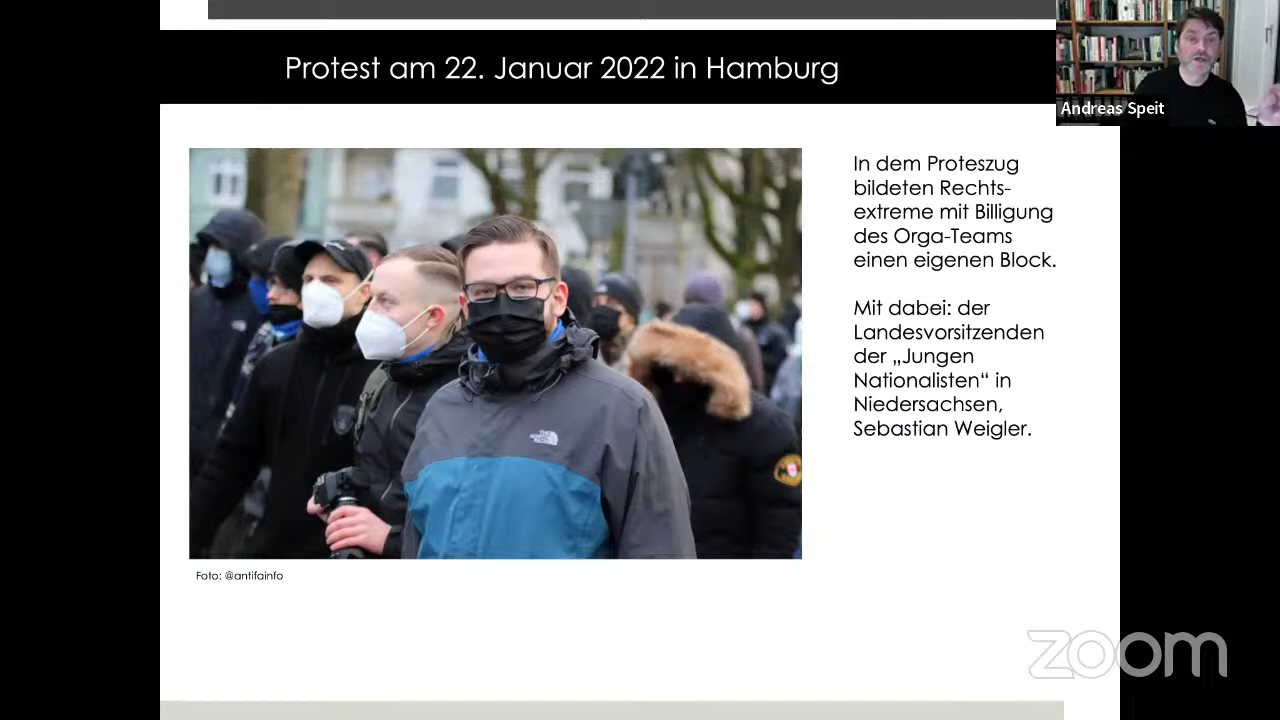 Protest am 22. Januar 2022 in Hamburg
Andreas Speit
In dem Proteszug
bildeten Rechts-
extreme mit Billigung
des Orga-Teams
einen eigenen Block.
Mit dabei: der
Landesvorsitzenden
der „Jungen
Nationalisten“ in
Niedersachsen,
Sebastian Weigler.
THE
NORTH
FACE
Foto: @antifainfo
zoom